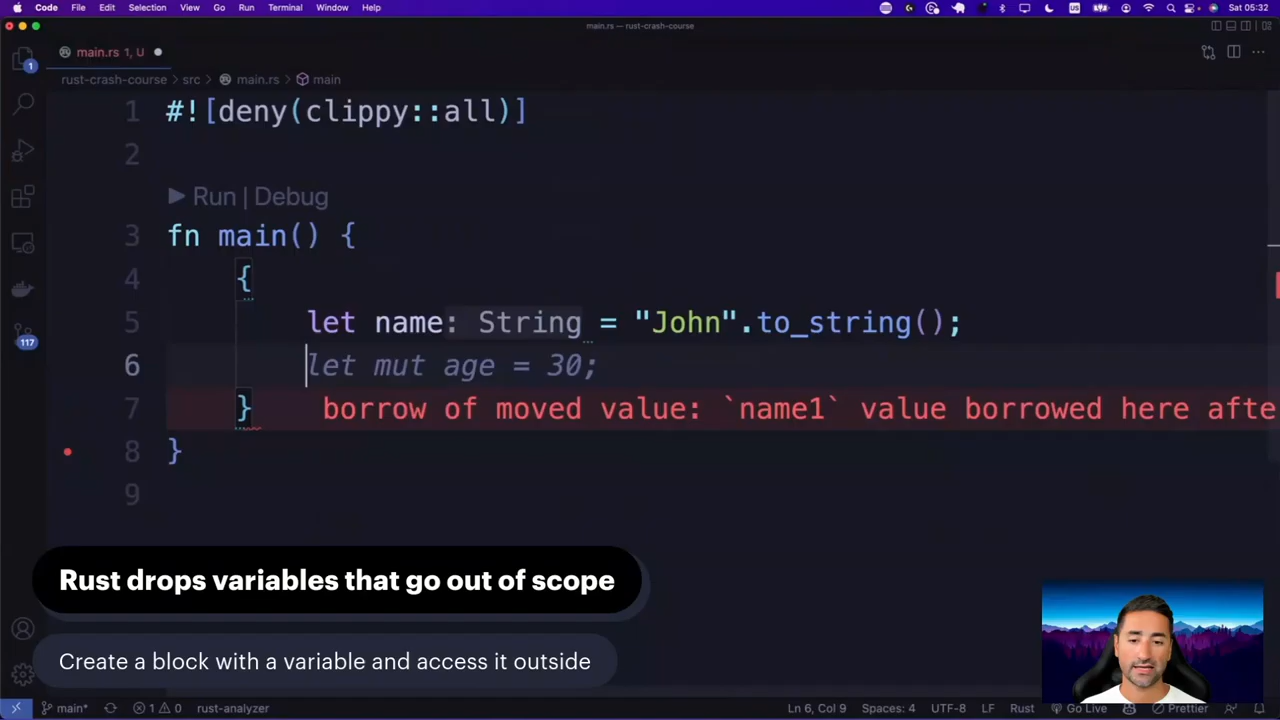 Code File Edit Selection View Go Run Terminal Window Help Sat 05:32
main.rs — rust-crash-course
main.rs 1, U
rust-crash-course > src > main.rs > main
1 #![deny(clippy::all)]
2
▶ Run | Debug
3 fn main() {
4 {
5 let name: String = "John".to_string();
6 let mut age = 30;
7 } borrow of moved value: `name1` value borrowed here afte
8 }
9
1
117
Rust drops variables that go out of scope
Create a block with a variable and access it outside
main* 1 0 rust-analyzer Ln 6, Col 9 Spaces: 4 UTF-8 LF Rust Go Live Prettier